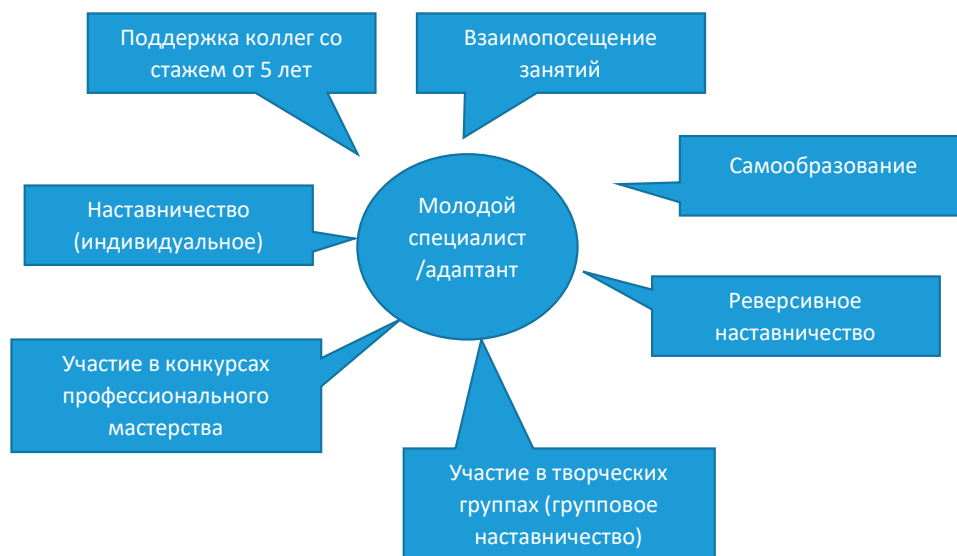 Поддержка коллег со
стажем от 5 лет
Взаимопосещение
занятий
Самообразование
Наставничество
(индивидуальное)
Молодой
специалист
/адаптант
Реверсивное
наставничество
Участие в конкурсах
профессионального
мастерства
Участие в творческих
группах (групповое
наставничество)